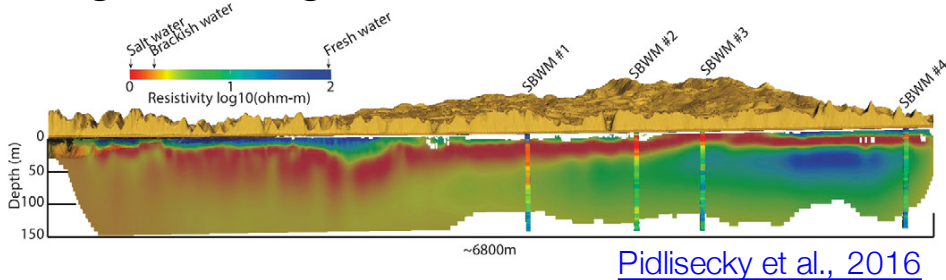 Salt water
Brackish water
Fresh water
0 1 2
Resistivity log10(ohm-m)
SBWM #1
SBWM #2
SBWM #3
SBWM #4
Depth (m)
0
50
100
150
~6800m
Pidlisecky et al., 2016